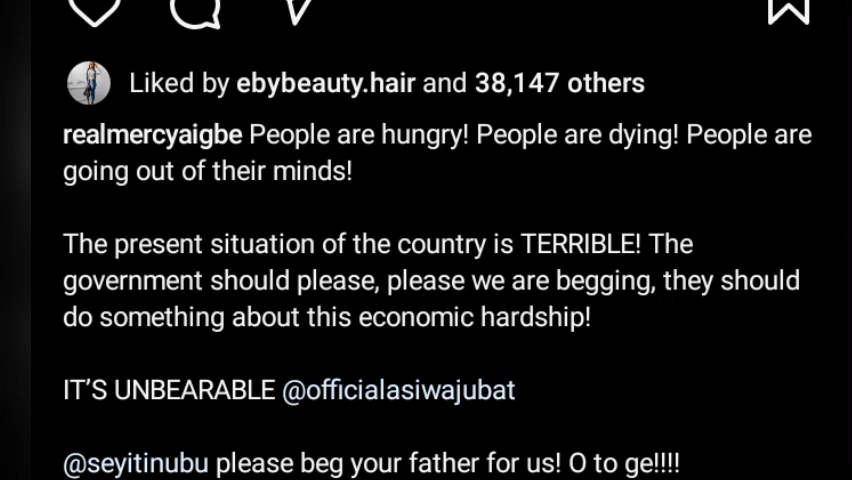 Liked by ebybeauty.hair and 38,147 others
realmercyaigbe People are hungry! People are dying! People are
going out of their minds!
The present situation of the country is TERRIBLE! The
government should please, please we are begging, they should
do something about this economic hardship!
IT'S UNBEARABLE @officialasiwajubat
@seyitinubu please beg your father for us! O to ge!!!!